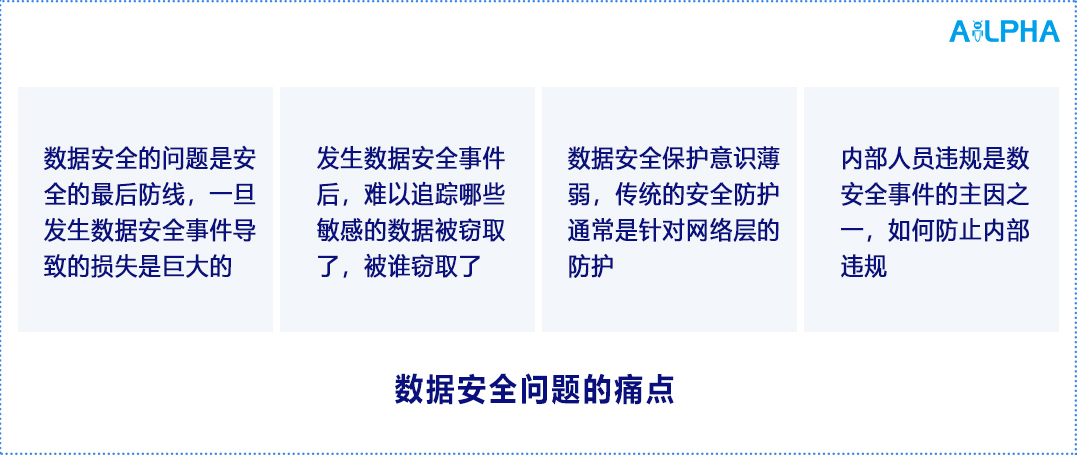 AiLPHA
数据安全的问题是安
全的最后防线，一旦
发生数据安全事件导
致的损失是巨大的
发生数据安全事件
后，难以追踪哪些
敏感的数据被窃取
了，被谁窃取了
数据安全保护意识薄
弱，传统的安全防护
通常是针对网络层的
防护
内部人员违规是数
安全事件的主因之
一，如何防止内部
违规
数据安全问题的痛点